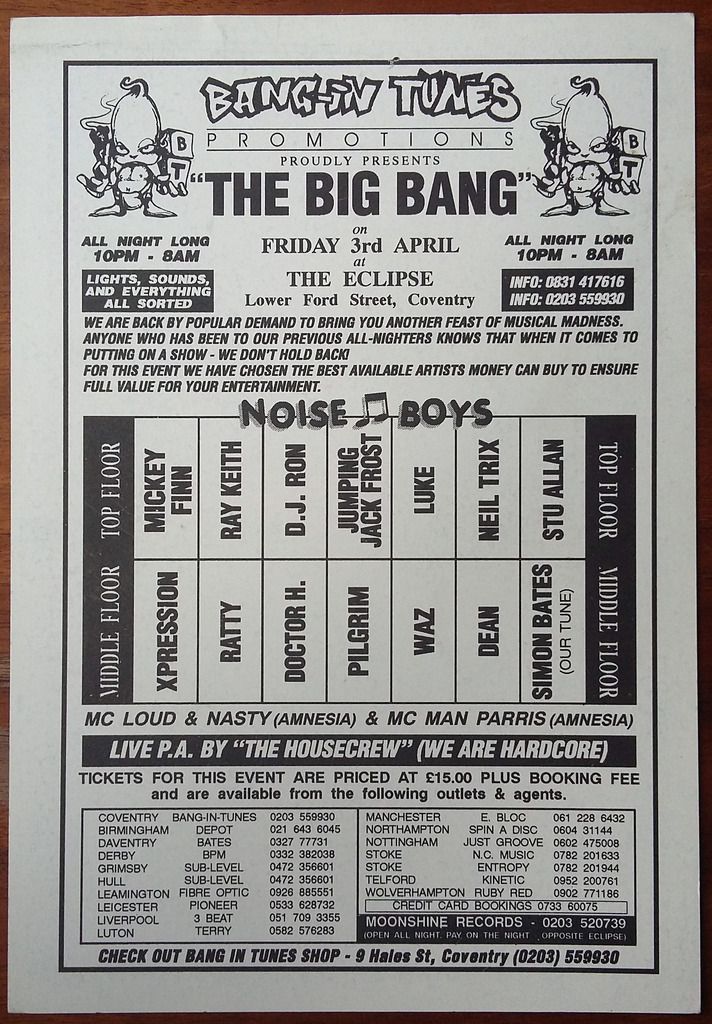 BANG-IN TUNES
PROMOTIONS
PROUDLY PRESENTS
"THE BIG BANG"
B
T
B
T
ALL NIGHT LONG
10PM - 8AM
LIGHTS, SOUNDS,
AND EVERYTHING
ALL SORTED
on
FRIDAY 3rd APRIL
at
THE ECLIPSE
Lower Ford Street, Coventry
ALL NIGHT LONG
10PM - 8AM
INFO: 0831 417616
INFO: 0203 559930
WE ARE BACK BY POPULAR DEMAND TO BRING YOU ANOTHER FEAST OF MUSICAL MADNESS.
ANYONE WHO HAS BEEN TO OUR PREVIOUS ALL-NIGHTERS KNOWS THAT WHEN IT COMES TO
PUTTING ON A SHOW - WE DON'T HOLD BACK!
FOR THIS EVENT WE HAVE CHOSEN THE BEST AVAILABLE ARTISTS MONEY CAN BUY TO ENSURE
FULL VALUE FOR YOUR ENTERTAINMENT.
NOISE BOYS
TOP FLOOR
MICKEY
FINN
RAY KEITH
D.J. RON
JUMPING
JACK FROST
LUKE
NEIL TRIX
STU ALLAN
TOP FLOOR
MIDDLE FLOOR
XPRESSION
RATTY
DOCTOR H.
PILGRIM
WAZ
DEAN
SIMON BATES
(OUR TUNE)
MIDDLE FLOOR
MC LOUD & NASTY (AMNESIA) & MC MAN PARRIS (AMNESIA)
LIVE P.A. BY "THE HOUSECREW" (WE ARE HARDCORE)
TICKETS FOR THIS EVENT ARE PRICED AT £15.00 PLUS BOOKING FEE
and are available from the following outlets & agents.
COVENTRY BANG-IN-TUNES 0203 559930
BIRMINGHAM DEPOT 021 643 6045
DAVENTRY BATES 0327 77731
DERBY BPM 0332 382038
GRIMSBY SUB-LEVEL 0472 356601
HULL SUB-LEVEL 0472 356601
LEAMINGTON FIBRE OPTIC 0926 885551
LEICESTER PIONEER 0533 628732
LIVERPOOL 3 BEAT 051 709 3355
LUTON TERRY 0582 576283
MANCHESTER E. BLOC 061 228 6432
NORTHAMPTON SPIN A DISC 0604 31144
NOTTINGHAM JUST GROOVE 0602 475008
STOKE N.C. MUSIC 0782 201633
STOKE ENTROPY 0782 201944
TELFORD KINETIC 0952 200761
WOLVERHAMPTON RUBY RED 0902 771186
CREDIT CARD BOOKINGS 0733 60075
MOONSHINE RECORDS - 0203 520739
(OPEN ALL NIGHT. PAY ON THE NIGHT OPPOSITE ECLIPSE)
CHECK OUT BANG IN TUNES SHOP - 9 Hales St, Coventry (0203) 559930